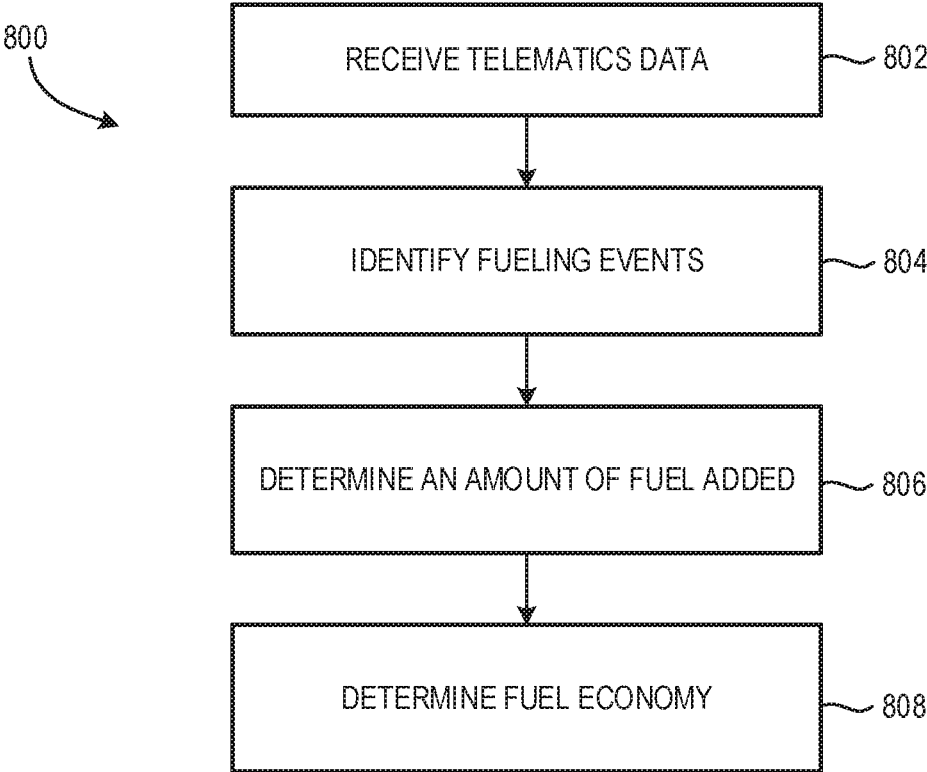 800
RECEIVE TELEMATICS DATA
802
IDENTIFY FUELING EVENTS
804
DETERMINE AN AMOUNT OF FUEL ADDED
806
DETERMINE FUEL ECONOMY
808